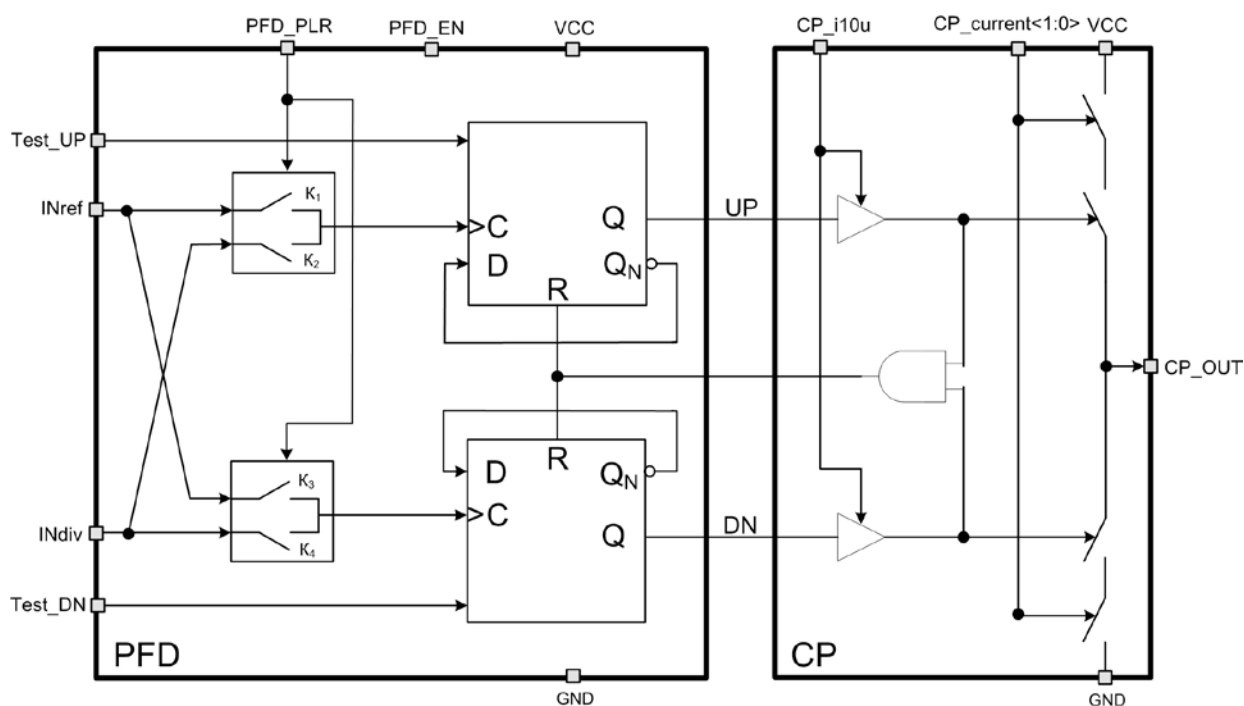 PFD_PLR
PFD_EN
VCC
CP_i10u
CP_current<1:0>
VCC
Test_UP
INref
K1
K2
C
D
Q
QN
R
UP
CP_OUT
K3
K4
D
C
R
QN
Q
DN
INdiv
Test_DN
PFD
CP
GND
GND